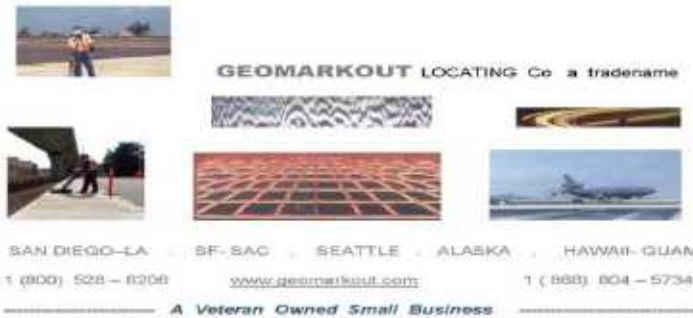 GEOMARKOUT LOCATING Co a tradename
SAN DIEGO-LA . SF-SAC . SEATTLE . ALASKA . HAWAII-GUAM
1 (800) 528 – 8206 www.geomarkout.com 1 ( 868) 804 – 5734
A Veteran Owned Small Business